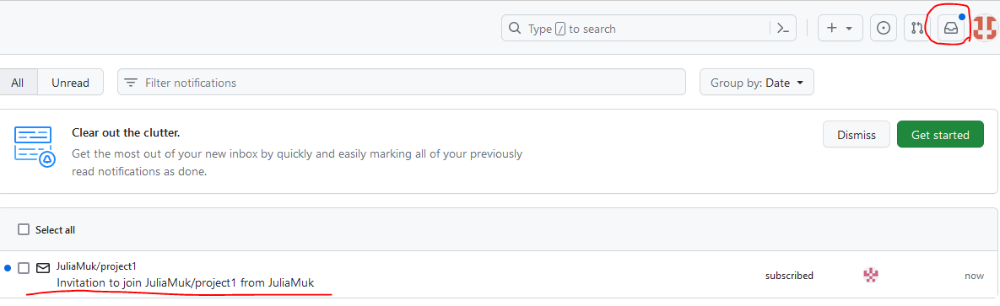 Type / to search
All Unread Filter notifications Group by: Date
Clear out the clutter. Dismiss Get started
Get the most out of your new inbox by quickly and easily marking all of your previously
read notifications as done.
Select all
JuliaMuk/project1
Invitation to join JuliaMuk/project1 from JuliaMuk subscribed now